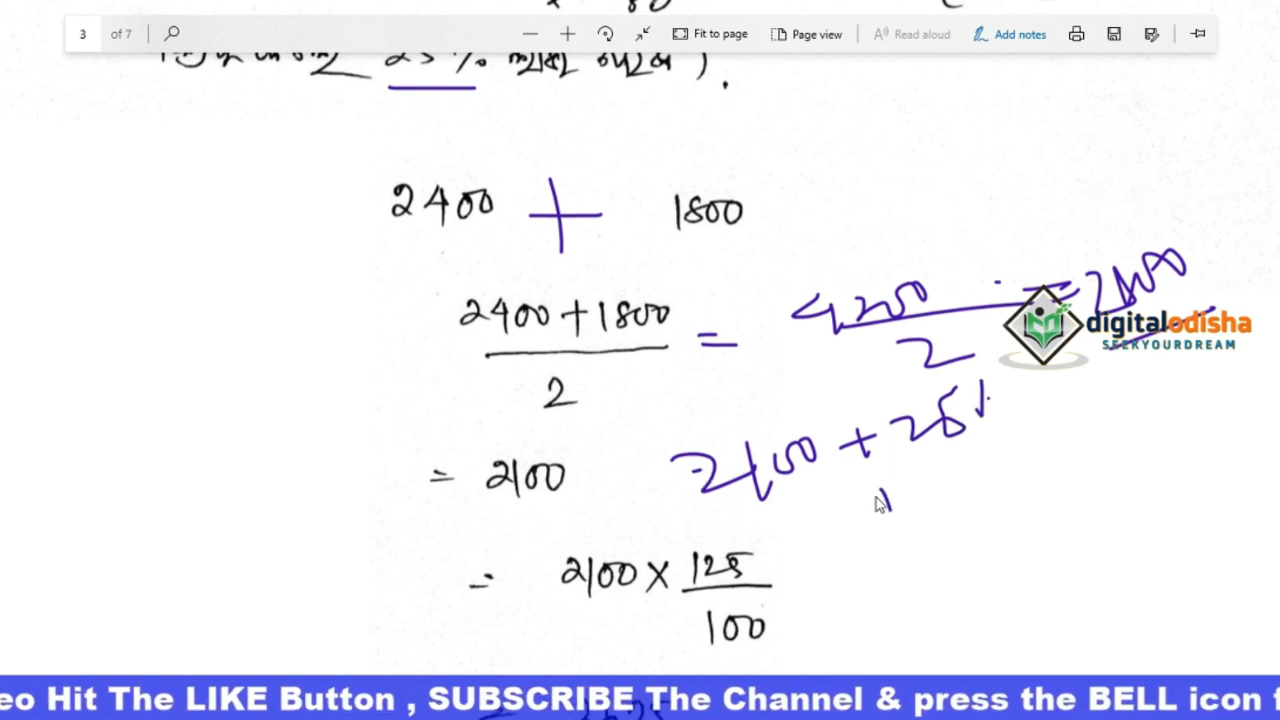 3 of 7 Fit to page Page view Read aloud Add notes
25%
2400 + 1800
2400+1800 = 4200 = 2100
2 2
digitalodisha
SEEKYOURDREAM
= 2100 2100 + 25%
= 2100 × 125
100
eo Hit The LIKE Button , SUBSCRIBE The Channel & press the BELL icon